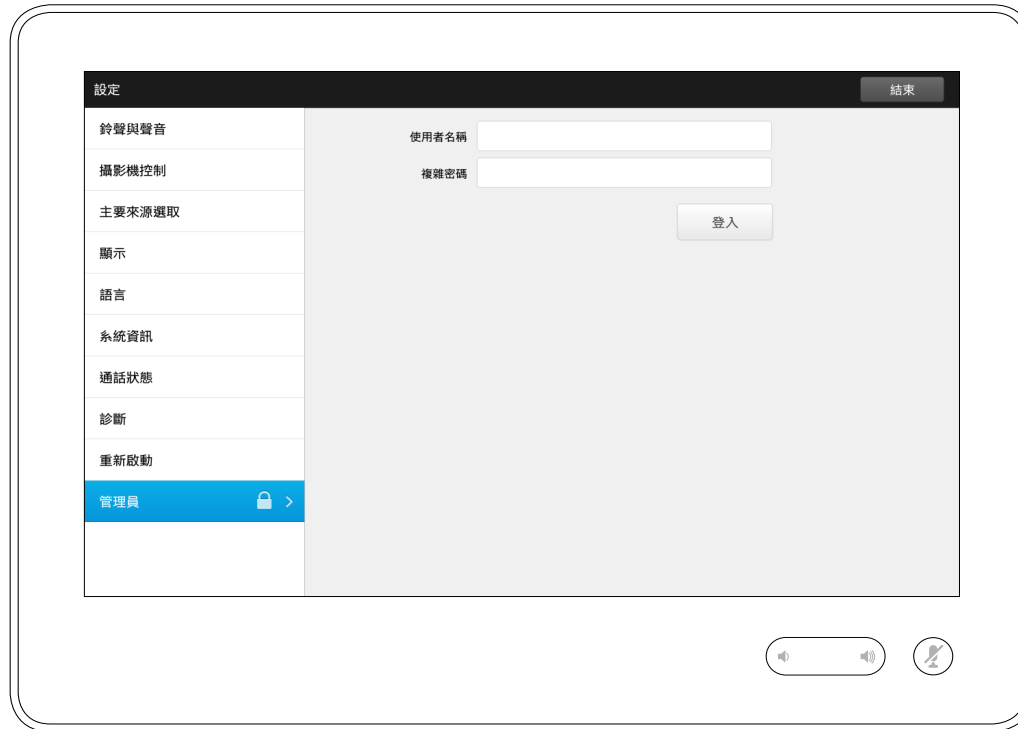 設定
結束
鈴聲與聲音
攝影機控制
主要來源選取
顯示
語言
系統資訊
通話狀態
診斷
重新啟動
管理員
使用者名稱
複雜密碼
登入